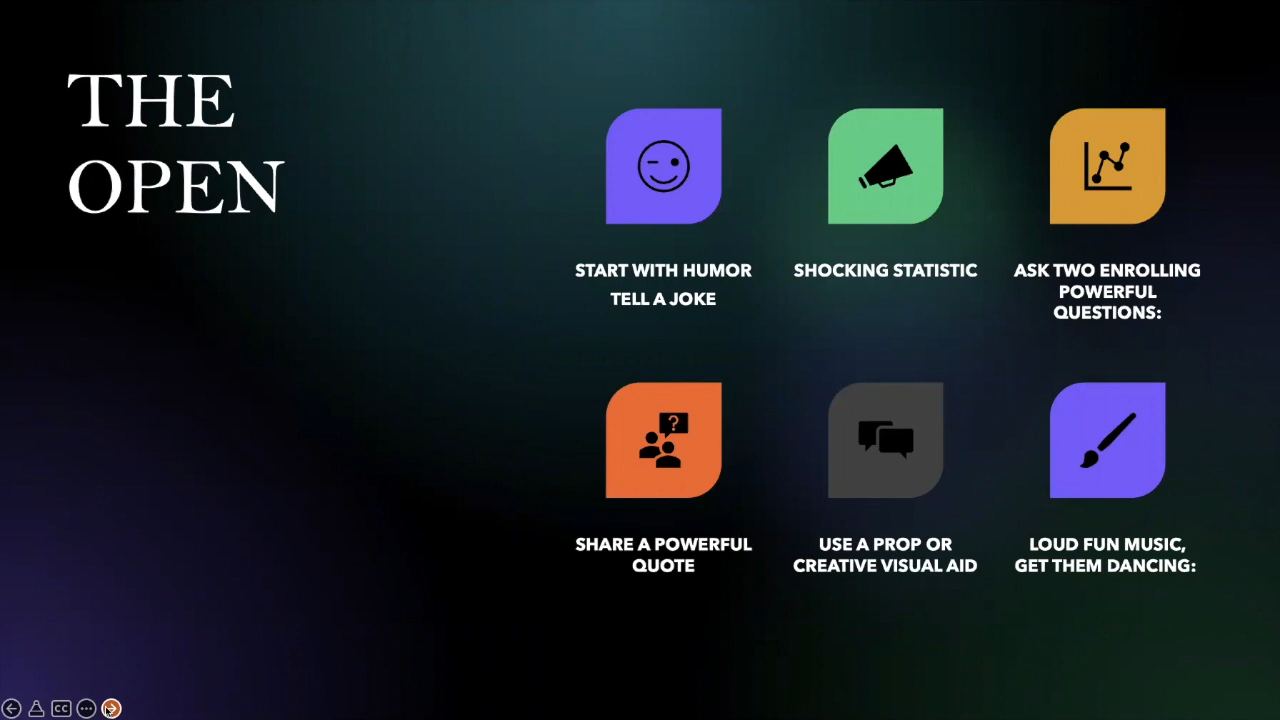 THE
OPEN
START WITH HUMOR
TELL A JOKE
SHOCKING STATISTIC
ASK TWO ENROLLING
POWERFUL
QUESTIONS:
?
SHARE A POWERFUL
QUOTE
USE A PROP OR
CREATIVE VISUAL AID
LOUD FUN MUSIC,
GET THEM DANCING:
CC